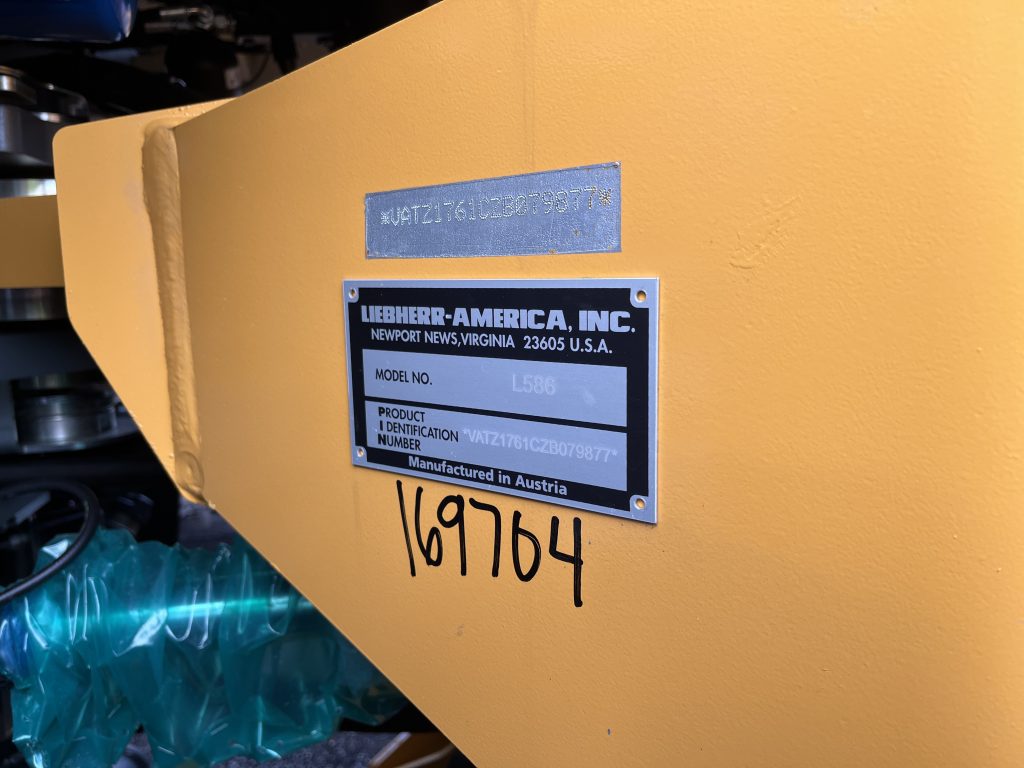 *VATZ1761CZB079877*
LIEBHERR-AMERICA, INC.
NEWPORT NEWS,VIRGINIA 23605 U.S.A.
MODEL NO. L586
PRODUCT
IDENTIFICATION *VATZ1761CZB079877*
NUMBER
Manufactured in Austria
169764